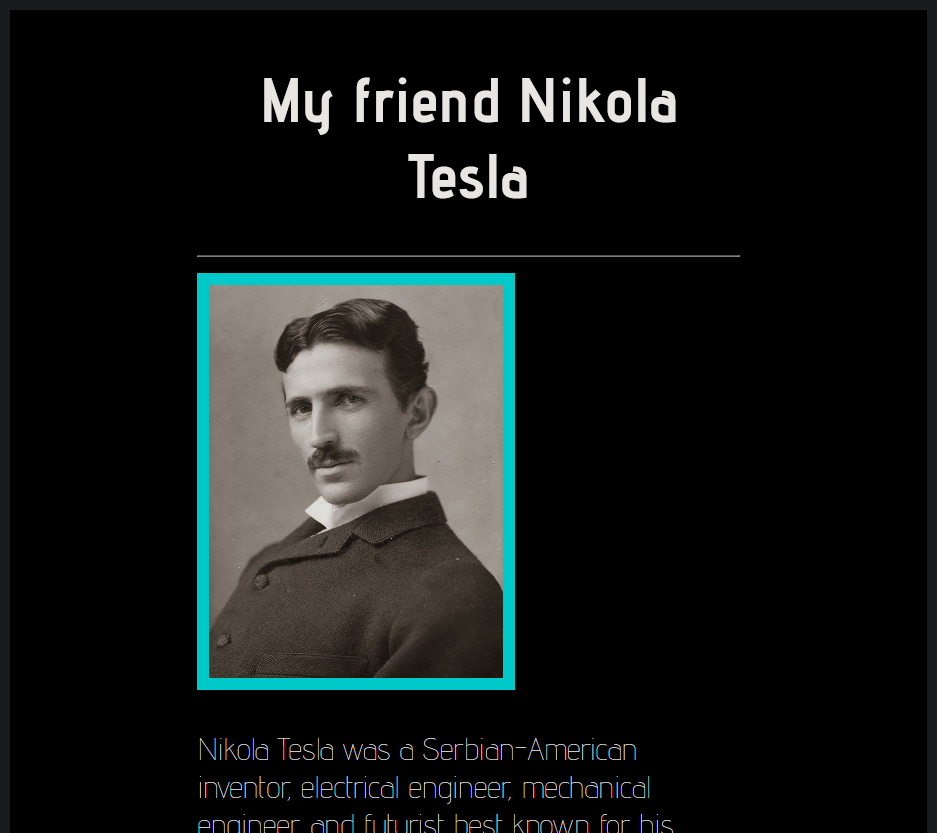 My friend Nikola
Tesla
Nikola Tesla was a Serbian-American
inventor, electrical engineer, mechanical
engineer, and futurist best known for his